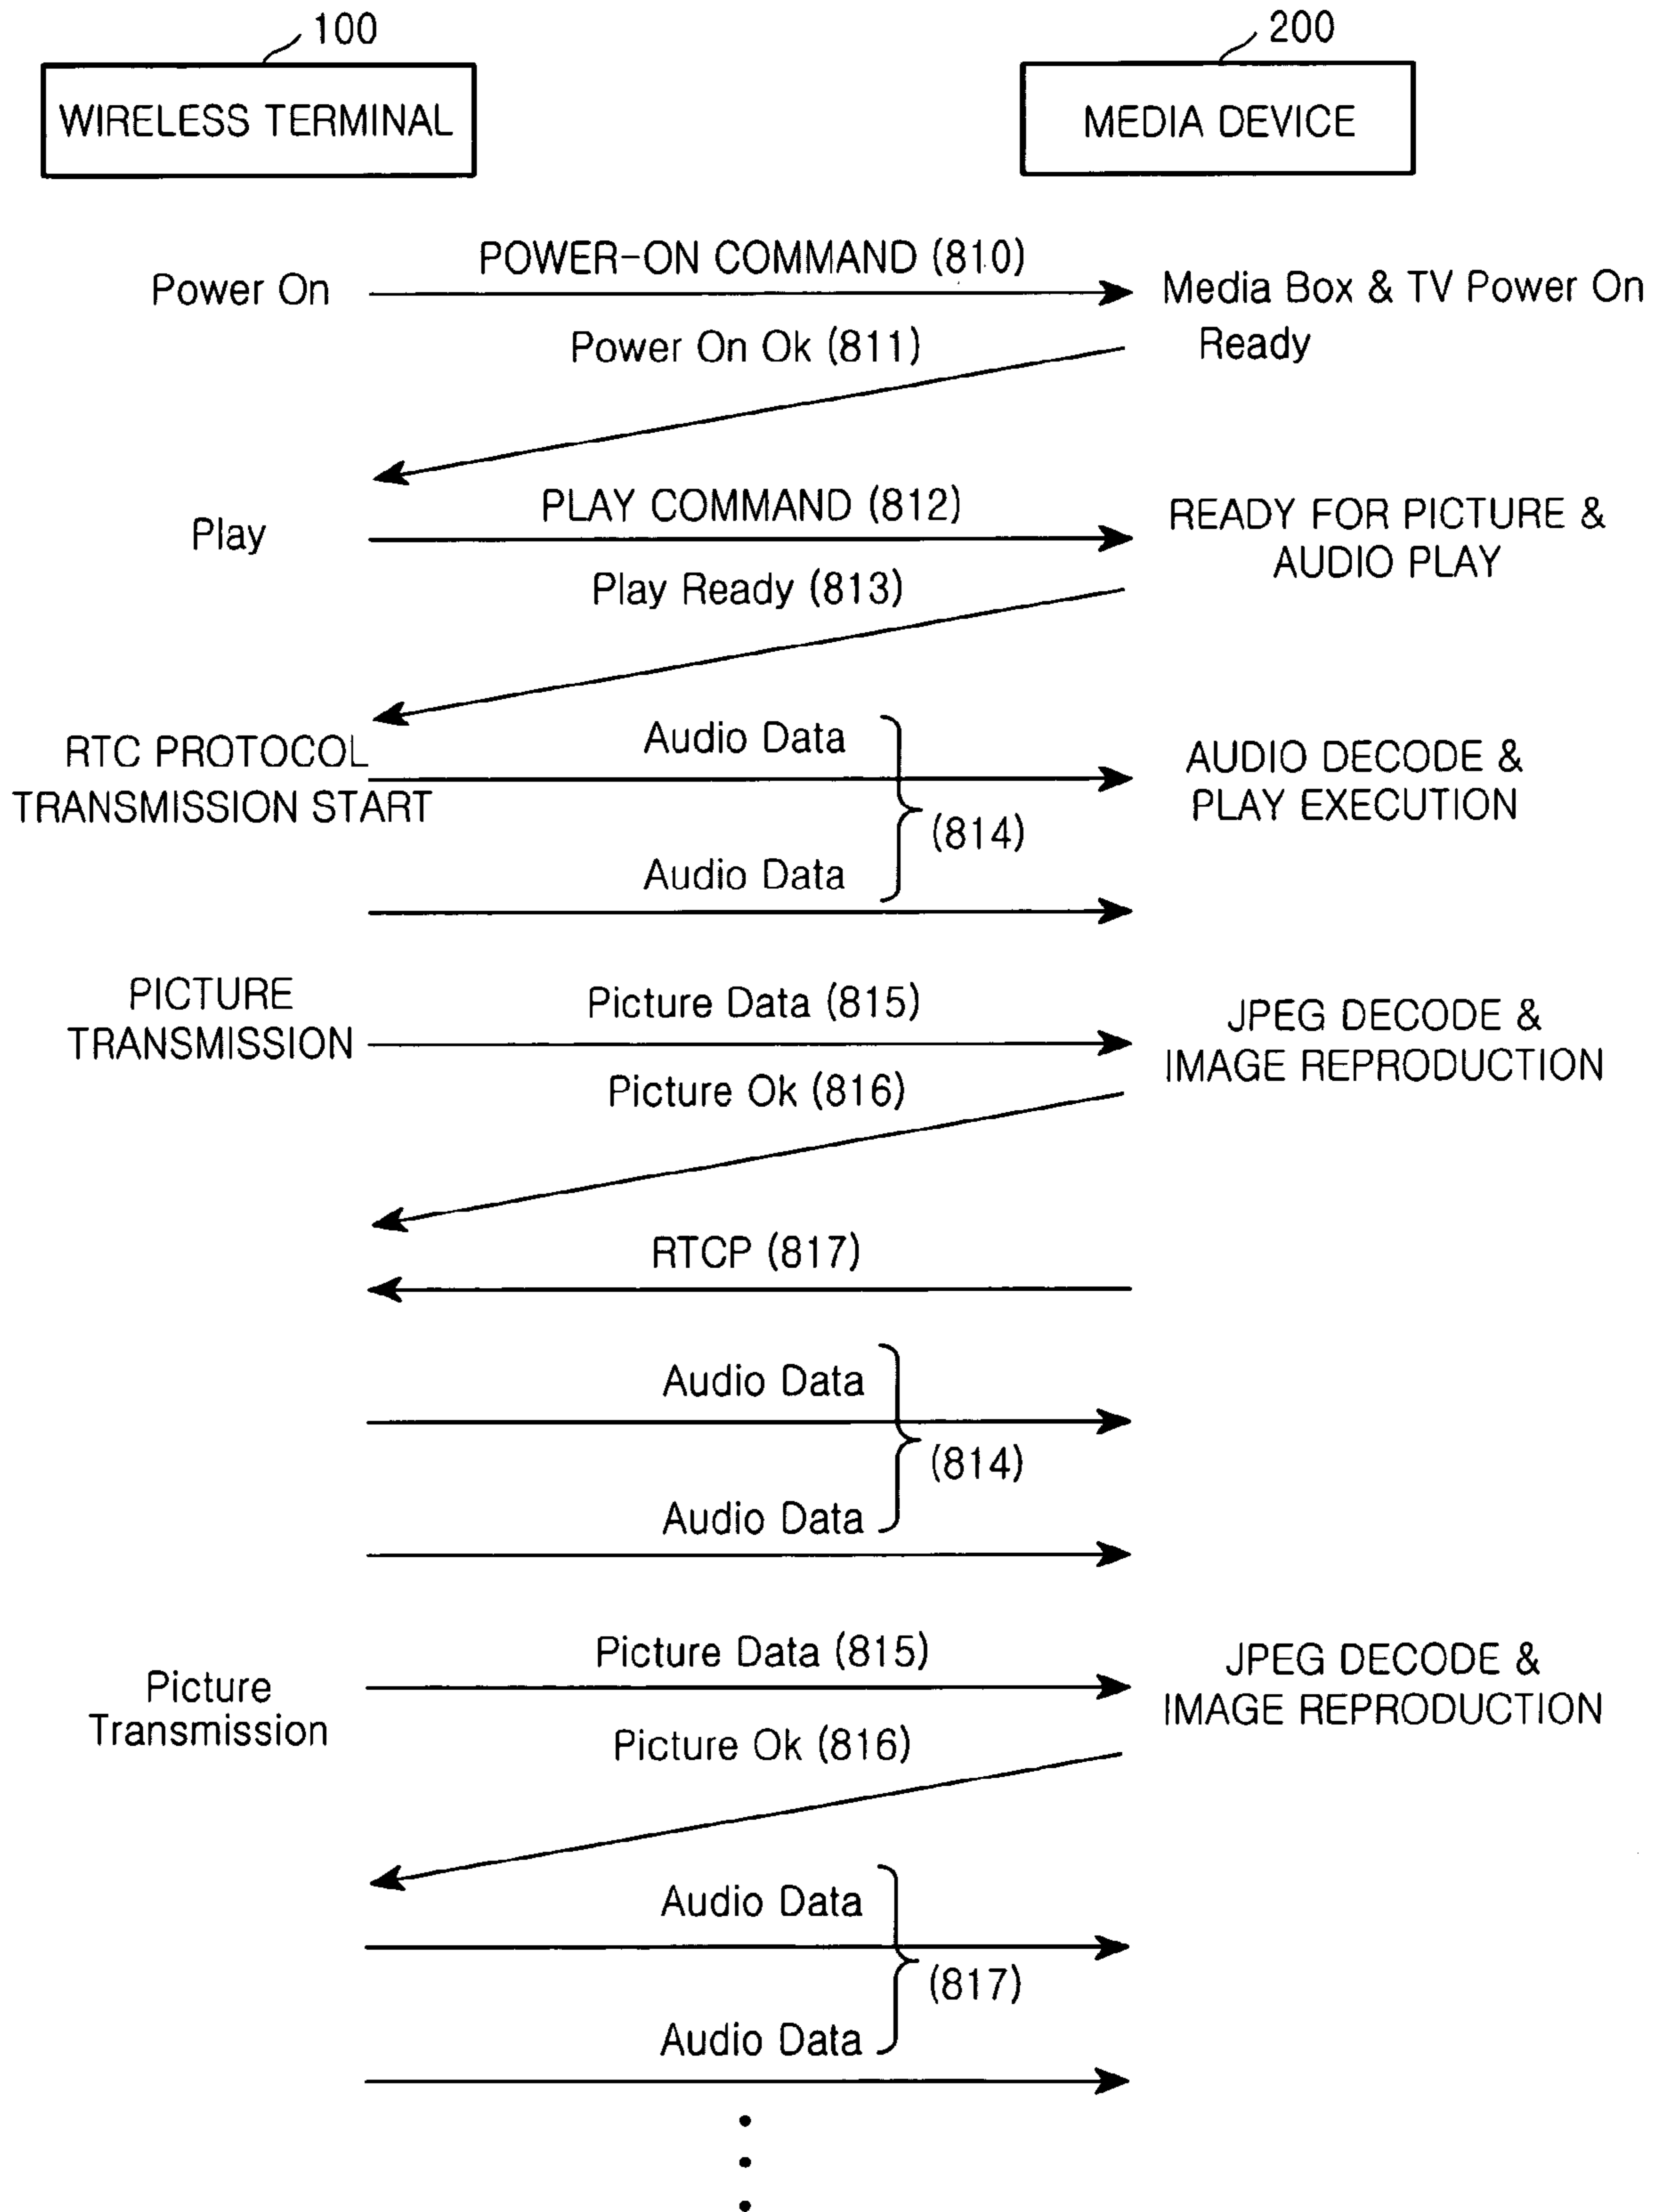 100
200
WIRELESS TERMINAL
MEDIA DEVICE
POWER-ON COMMAND (810)
Power On
Media Box & TV Power On
Ready
Power On Ok (811)
PLAY COMMAND (812)
Play
READY FOR PICTURE &
AUDIO PLAY
Play Ready (813)
RTC PROTOCOL
TRANSMISSION START
Audio Data
(814)
Audio Data
AUDIO DECODE &
PLAY EXECUTION
PICTURE
TRANSMISSION
Picture Data (815)
JPEG DECODE &
IMAGE REPRODUCTION
Picture Ok (816)
RTCP (817)
Audio Data
(814)
Audio Data
Picture Data (815)
Picture
Transmission
JPEG DECODE &
IMAGE REPRODUCTION
Picture Ok (816)
Audio Data
(817)
Audio Data